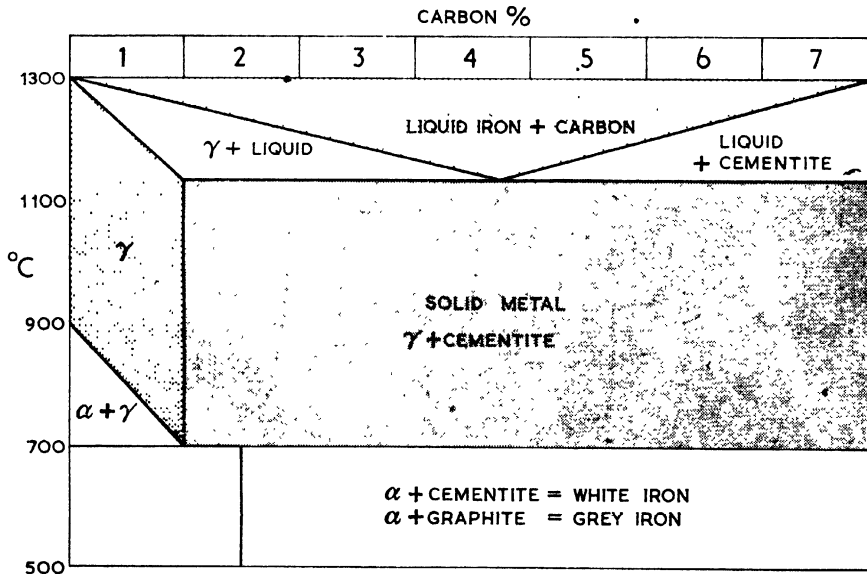 CARBON %
1 2 3 4 5 6 7
1300
LIQUID IRON + CARBON
γ + LIQUID
LIQUID
+ CEMENTITE
1100
γ
°C
SOLID METAL
γ+CEMENTITE
900
α+γ
700
α+CEMENTITE = WHITE IRON
α+GRAPHITE = GREY IRON
500